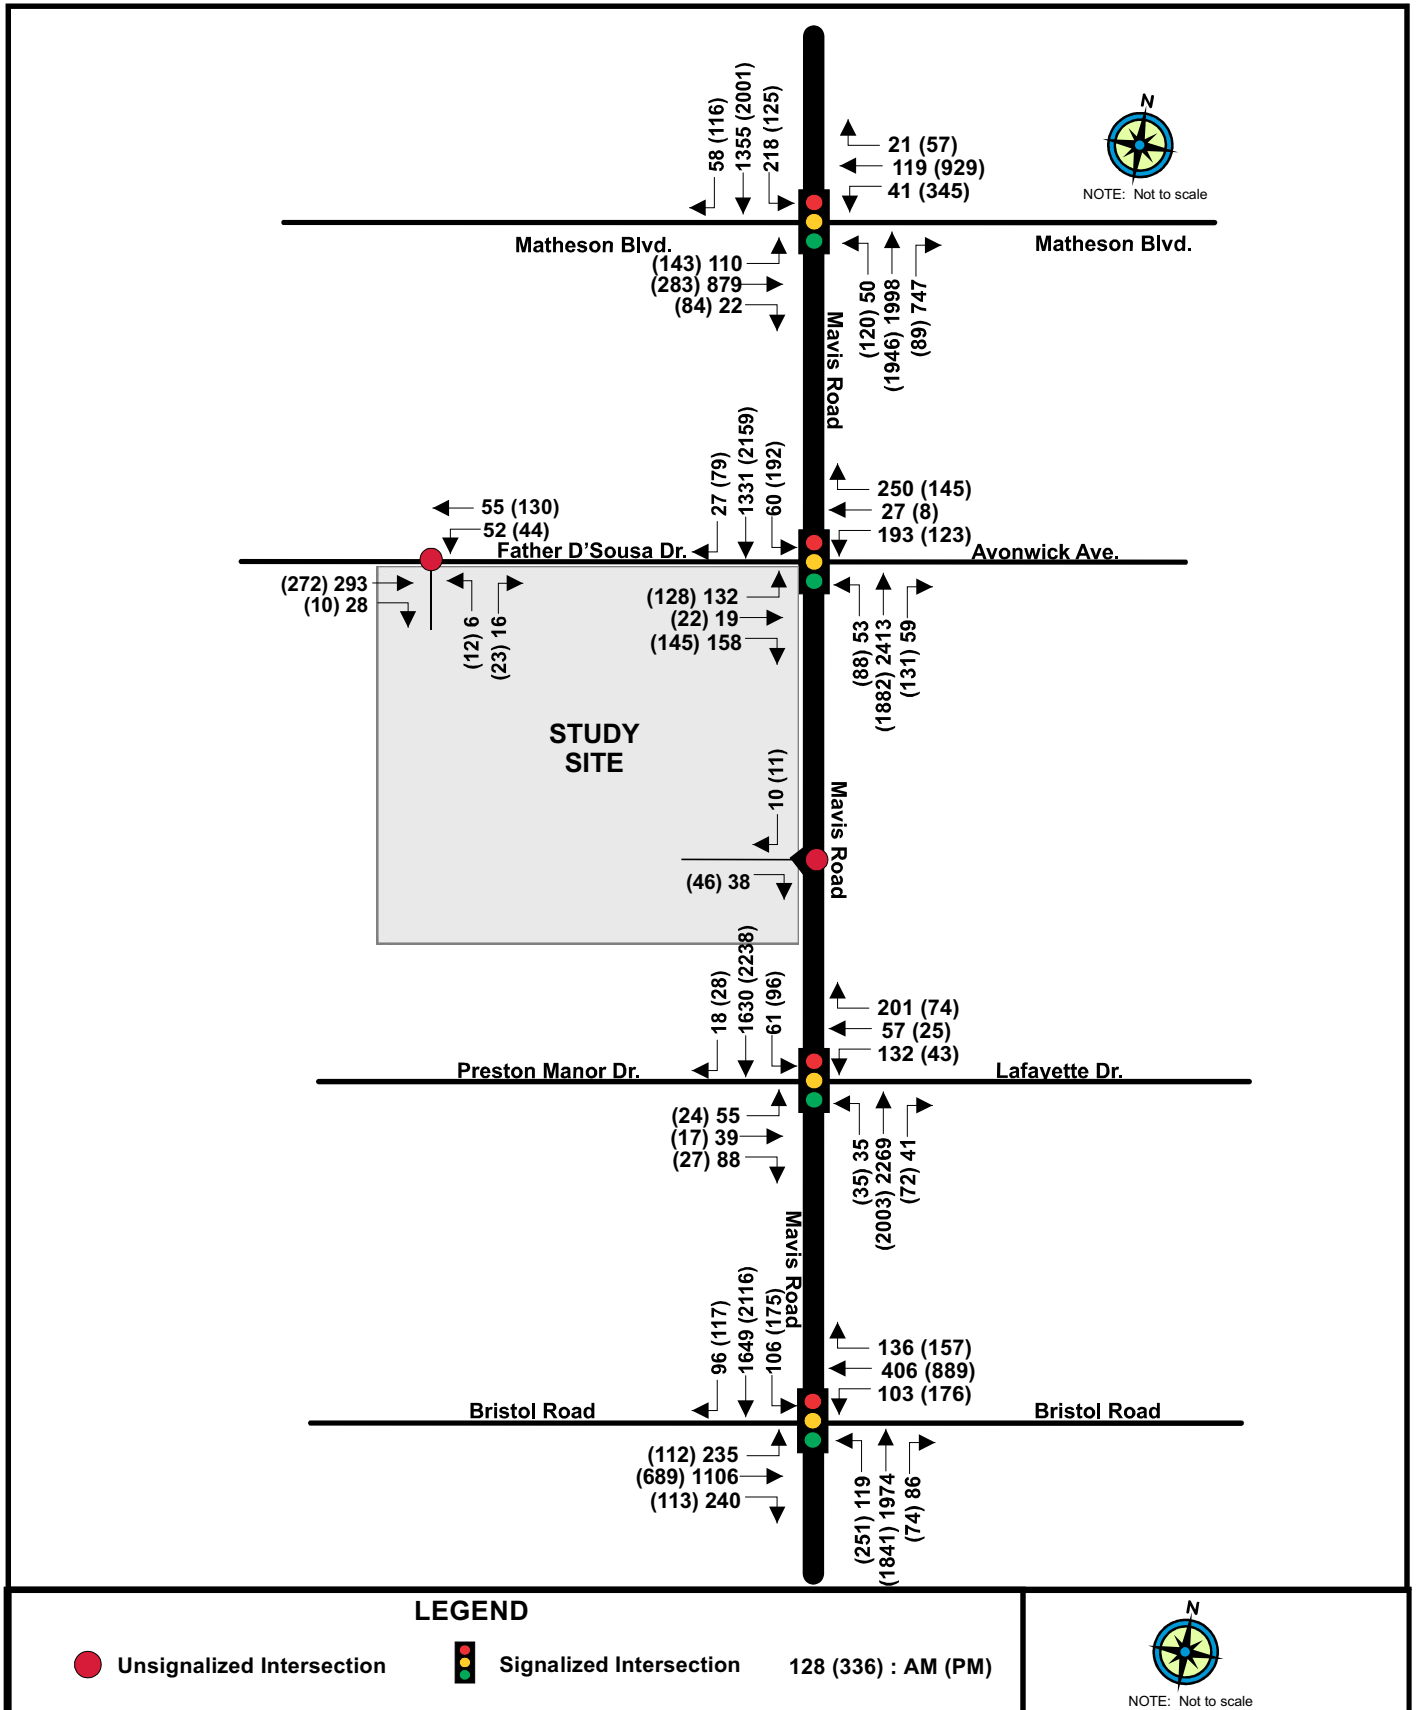 58 (116)
1355 (2001)
218 (125)
21 (57)
119 (929)
41 (345)
N
NOTE: Not to scale
Matheson Blvd.
Matheson Blvd.
(143) 110
(283) 879
(84) 22
(120) 50
(1946) 1998
(89) 747
Mavis Road
27 (79)
1331 (2159)
60 (192)
250 (145)
27 (8)
193 (123)
55 (130)
52 (44)
Father D'Sousa Dr.
Avonwick Ave.
(272) 293
(10) 28
(12) 6
(23) 16
(128) 132
(22) 19
(145) 158
(88) 53
(1882) 2413
(131) 59
STUDY
SITE
10 (11)
Mavis Road
(46) 38
18 (28)
1630 (2238)
61 (96)
201 (74)
57 (25)
132 (43)
Preston Manor Dr.
Lafayette Dr.
(24) 55
(17) 39
(27) 88
(35) 35
(2003) 2269
(72) 41
Mavis Road
96 (117)
1649 (2116)
106 (175)
136 (157)
406 (889)
103 (176)
Bristol Road
Bristol Road
(112) 235
(689) 1106
(113) 240
(251) 119
(1841) 1974
(74) 86
LEGEND
Unsignalized Intersection
Signalized Intersection
128 (336) : AM (PM)
N
NOTE: Not to scale